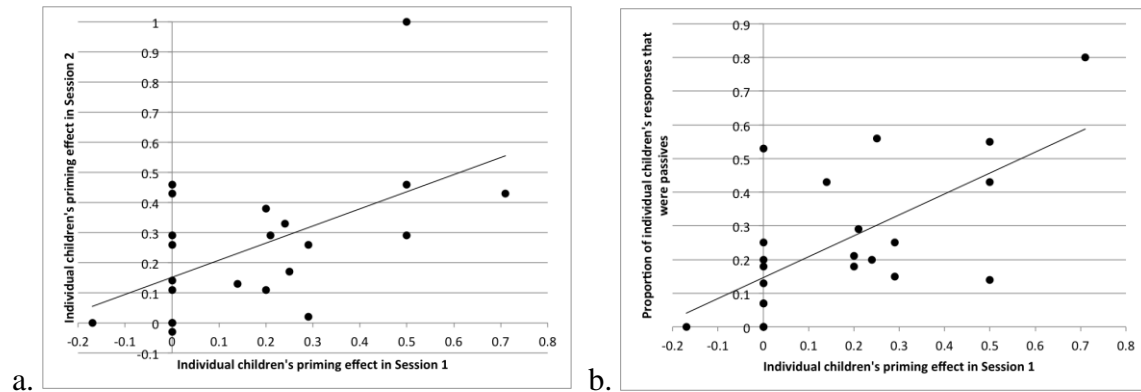 a.
Individual children's priming effect in Session 2
1
0.9
0.8
0.7
0.6
0.5
0.4
0.3
0.2
0.1
0
-0.1
-0.2 -0.1 0 0.1 0.2 0.3 0.4 0.5 0.6 0.7 0.8
Individual children's priming effect in Session 1
b.
Proportion of individual children's responses that
were passives
0.9
0.8
0.7
0.6
0.5
0.4
0.3
0.2
0.1
0
-0.2 -0.1 0 0.1 0.2 0.3 0.4 0.5 0.6 0.7 0.8
Individual children's priming effect in Session 1